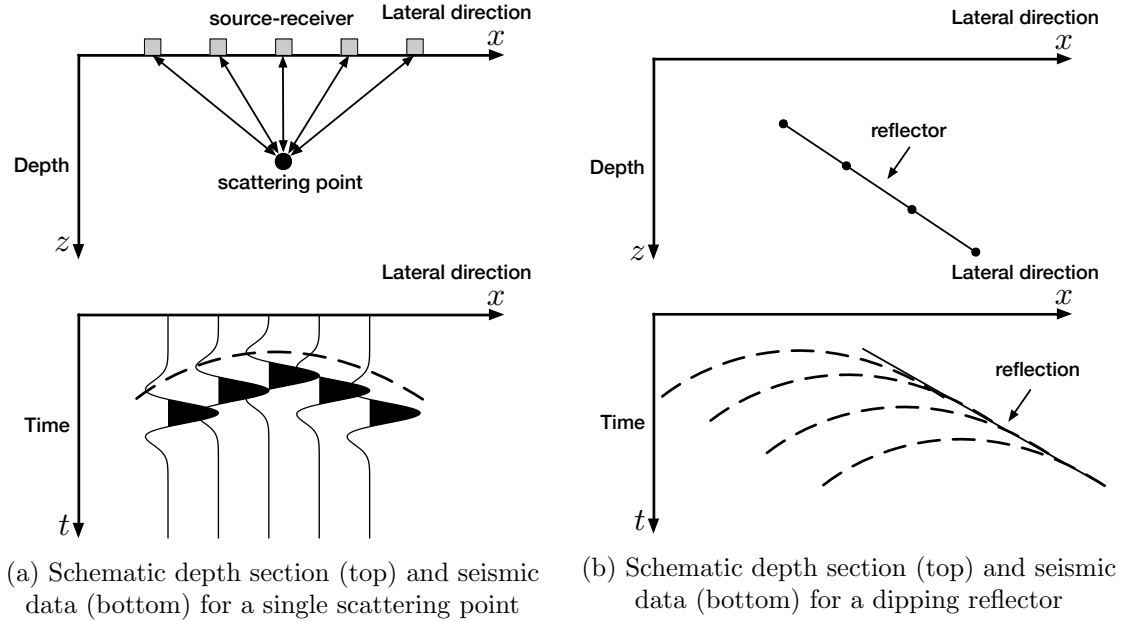 source-receiver
Lateral direction
x
Depth
scattering point
z
Lateral direction
x
Time
t
(a) Schematic depth section (top) and seismic
data (bottom) for a single scattering point
Lateral direction
x
reflector
Depth
z
Lateral direction
x
reflection
Time
t
(b) Schematic depth section (top) and seismic
data (bottom) for a dipping reflector